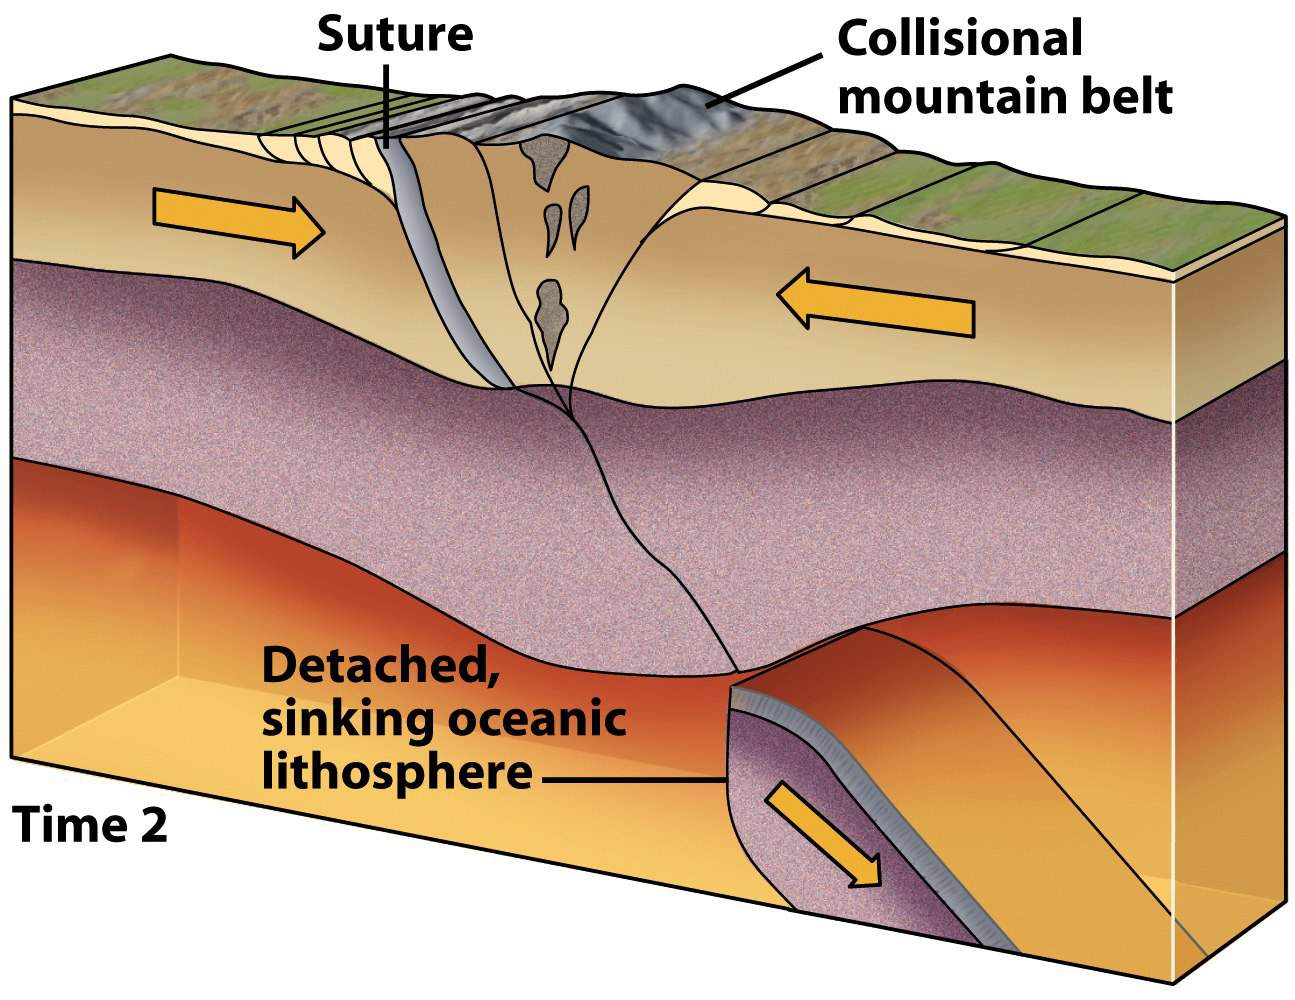 Suture
Collisional
mountain belt
Detached,
sinking oceanic
lithosphere
Time 2